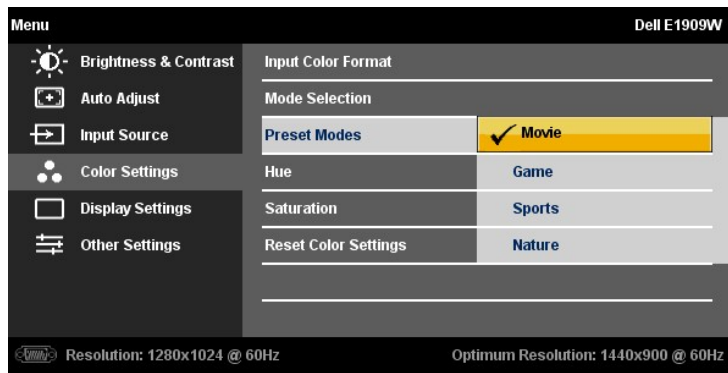 Menu Dell E1909W
Brightness & Contrast Input Color Format
Auto Adjust Mode Selection
Input Source Preset Modes Movie
Color Settings Hue Game
Display Settings Saturation Sports
Other Settings Reset Color Settings Nature
Resolution: 1280x1024 @ 60Hz Optimum Resolution: 1440x900 @ 60Hz